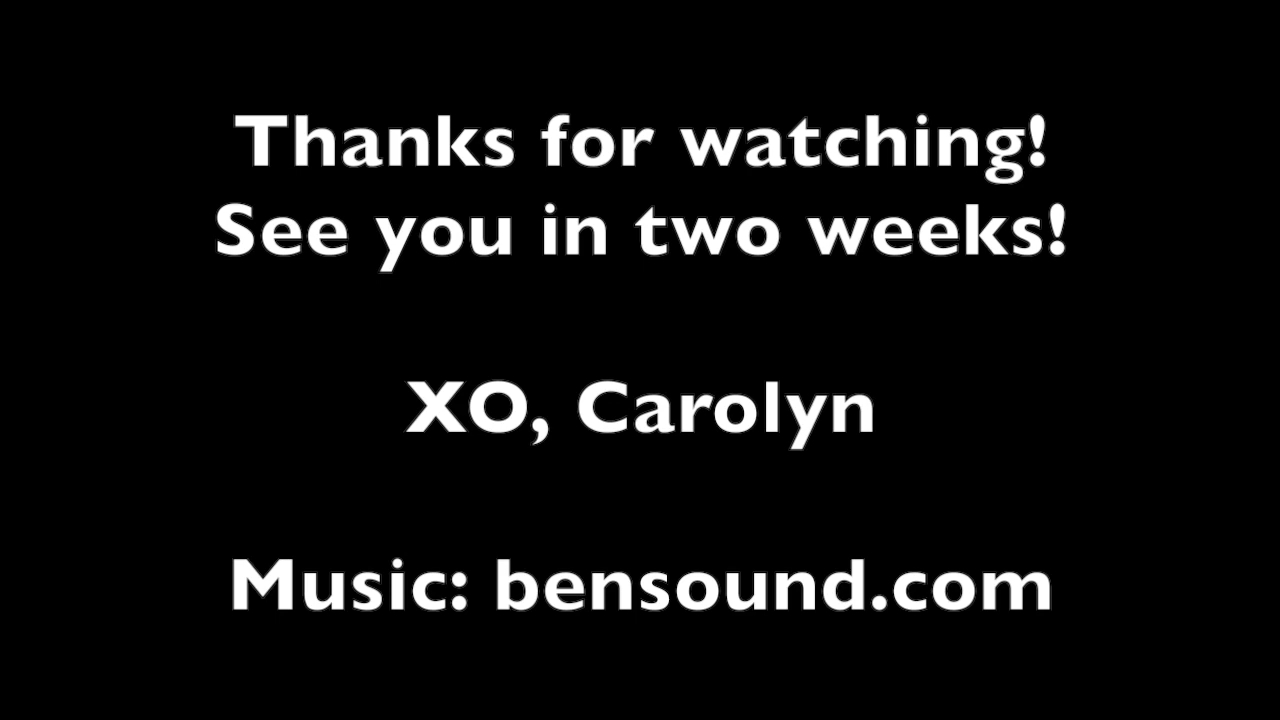 Thanks for watching!
See you in two weeks!
XO, Carolyn
Music: bensound.com